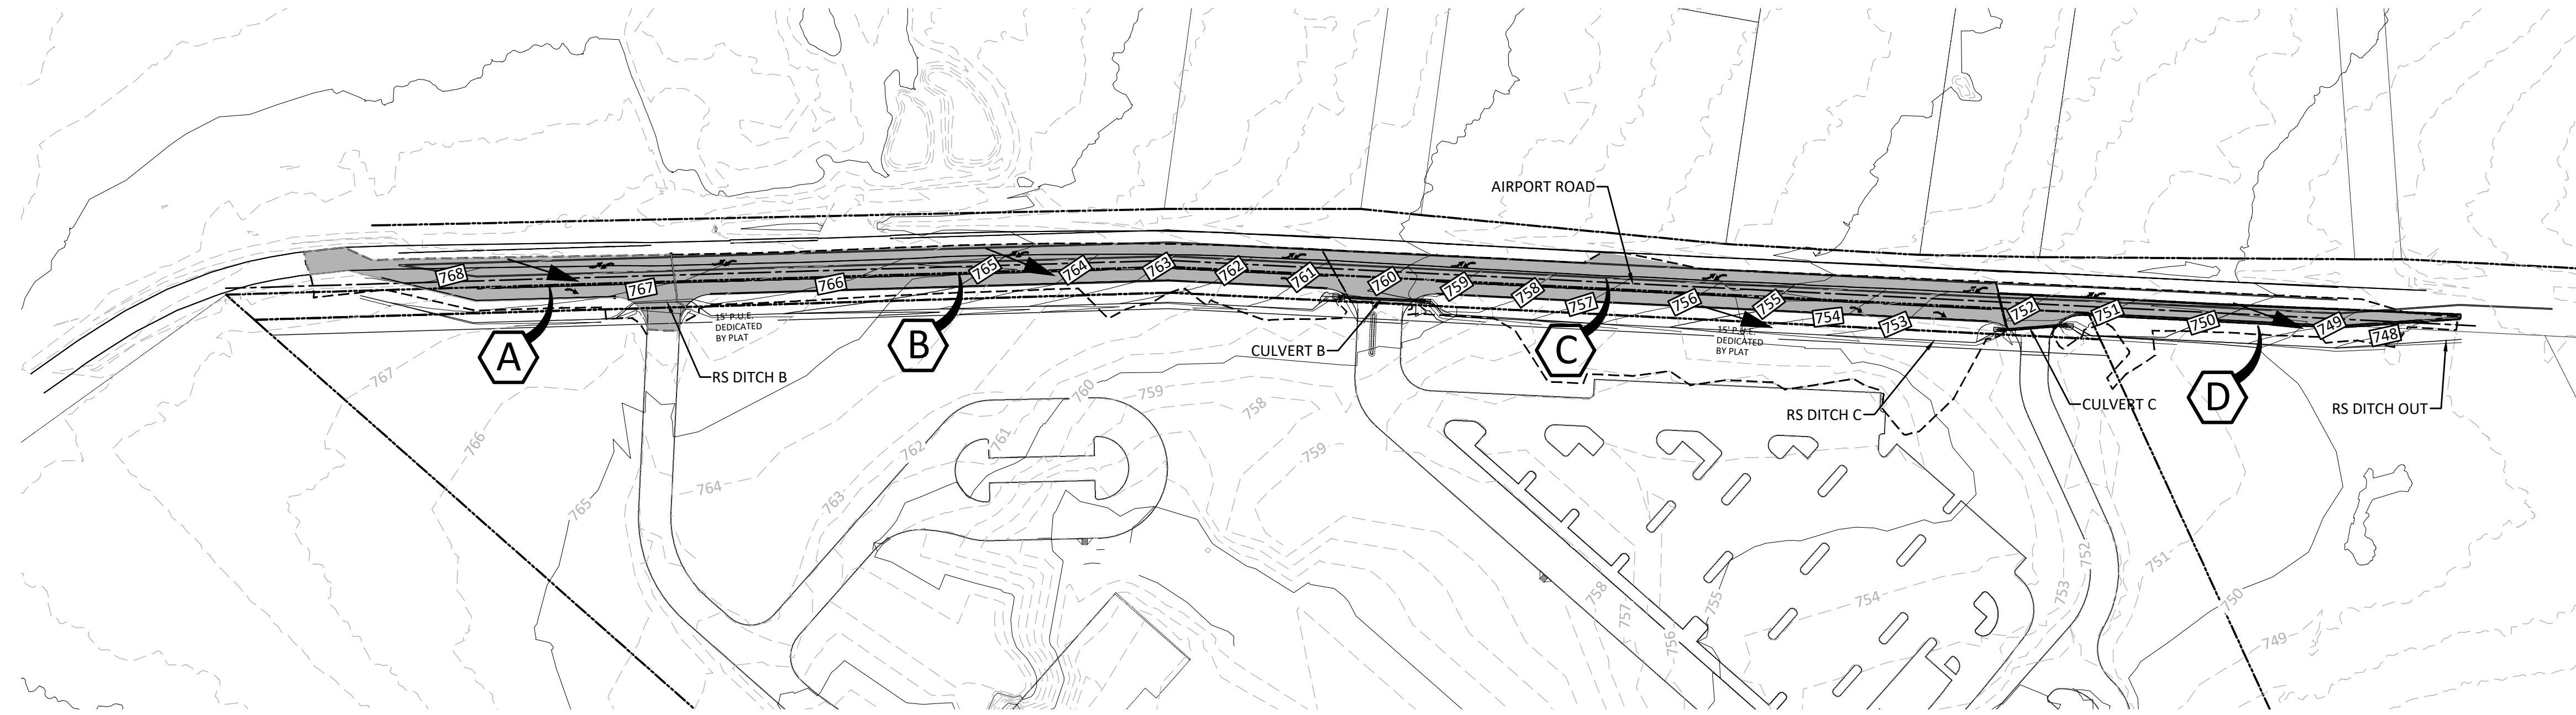 AIRPORT ROAD
768
767
766
765
764
763
762
761
760
759
758
757
756
755
754
753
752
751
750
749
748
A
B
C
D
15' P.U.E.
DEDICATED
BY PLAT
RS DITCH B
CULVERT B
15' P.U.E.
DEDICATED
BY PLAT
RS DITCH C
CULVERT C
RS DITCH OUT
767
766
765
764
763
762
761
760
759
758
759
758
757
756
755
754
753
752
751
750
749